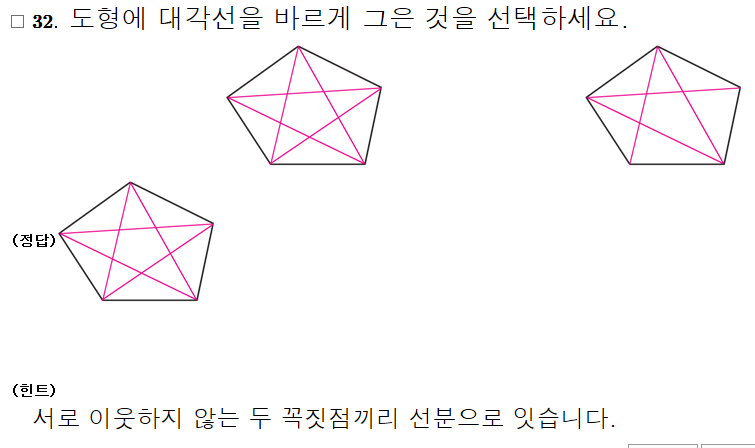 □ 32. 도형에 대각선을 바르게 그은 것을 선택하세요.
(정답)
(힌트)
서로 이웃하지 않는 두 꼭짓점끼리 선분으로 잇습니다.